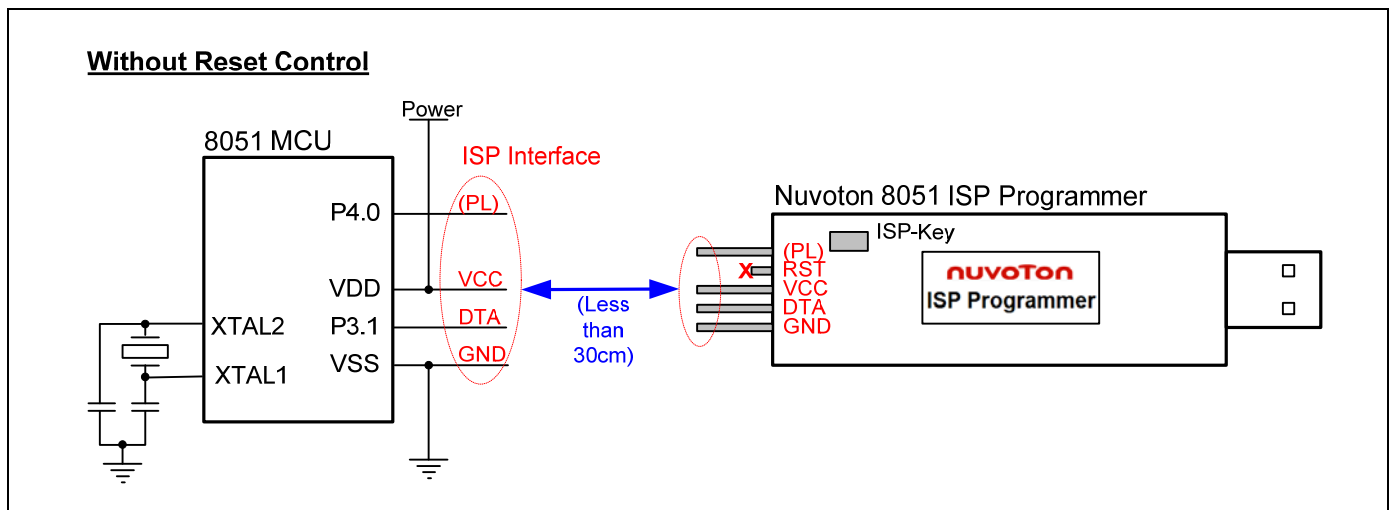 Without Reset Control
Power
8051 MCU
ISP Interface
P4.0
(PL)
VDD
VCC
XTAL2
P3.1
DTA
XTAL1
VSS
GND
(Less
than
30cm)
Nuvoton 8051 ISP Programmer
ISP-Key
(PL)
X RST
VCC
DTA
GND
nuvoTon
ISP Programmer